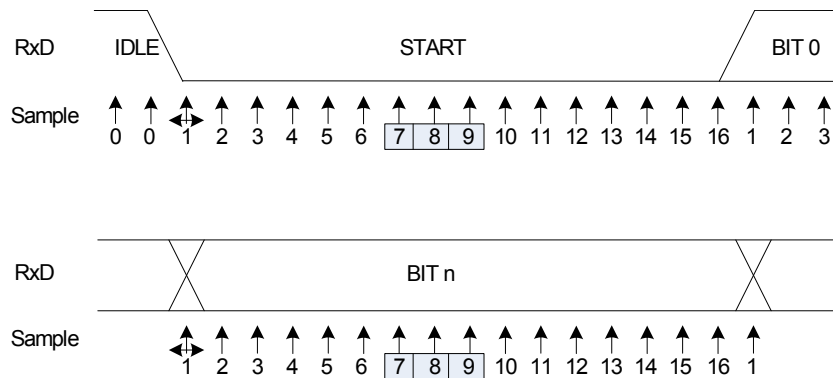 RxD IDLE START BIT 0
Sample
0 0 1 2 3 4 5 6 7 8 9 10 11 12 13 14 15 16 1 2 3
RxD BIT n
Sample
1 2 3 4 5 6 7 8 9 10 11 12 13 14 15 16 1